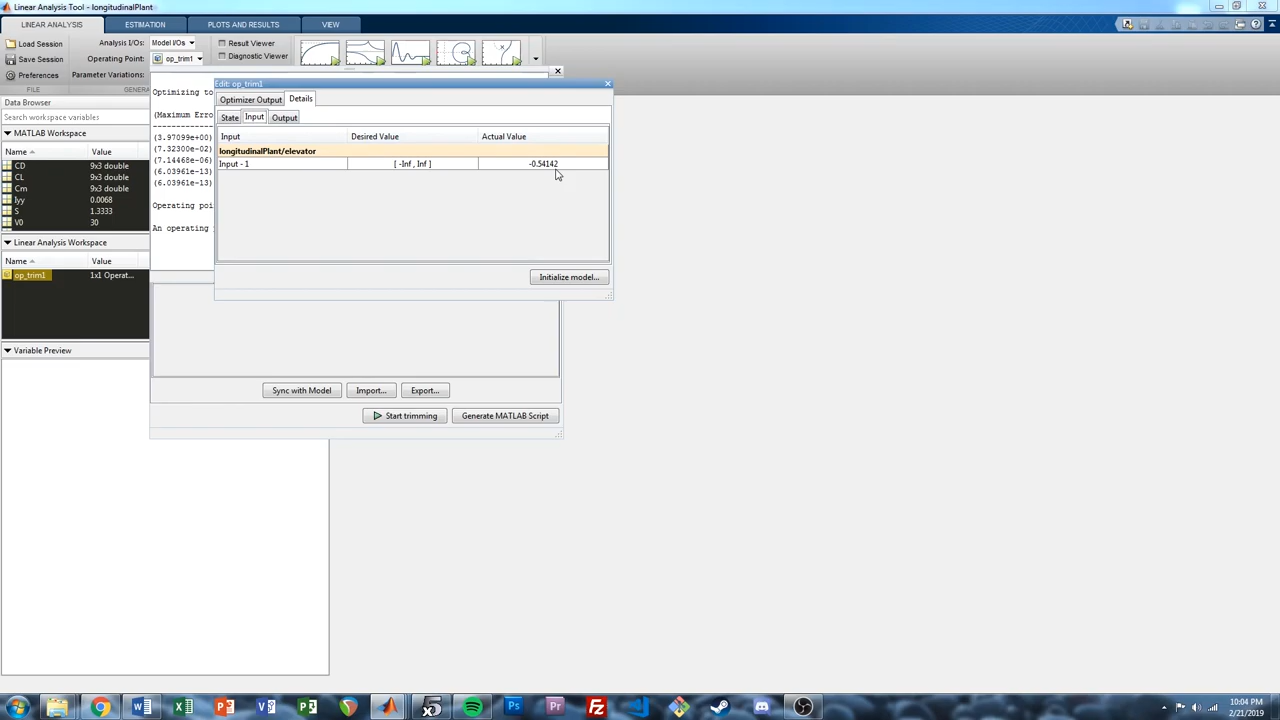 Linear Analysis Tool - longitudinalPlant
LINEAR ANALYSIS ESTIMATION PLOTS AND RESULTS VIEW
Load Session
Save Session
Preferences
FILE
Analysis I/Os: Model I/Os
Operating Point: op_trim1
Parameter Variations:
GENERA
Result Viewer
Diagnostic Viewer
Data Browser
Search workspace variables
MATLAB Workspace
Name Value
CD 9x3 double
CL 9x3 double
Cm 9x3 double
Iyy 0.0068
S 1.3333
V0 30
Linear Analysis Workspace
Name Value
op_trim1 1x1 Operat...
Variable Preview
Optimizing to
(Maximum Erro
(3.97099e+00)
(7.32300e-02)
(7.14468e-06)
(6.03961e-13)
(6.03961e-13)
Operating poi
An operating
Edit: op_trim1
Optimizer Output Details
State Input Output
Input Desired Value Actual Value
longitudinalPlant/elevator
Input - 1 [ -Inf , Inf ] -0.54142
Initialize model...
Sync with Model Import... Export...
Start trimming Generate MATLAB Script
10:04 PM
2/21/2019